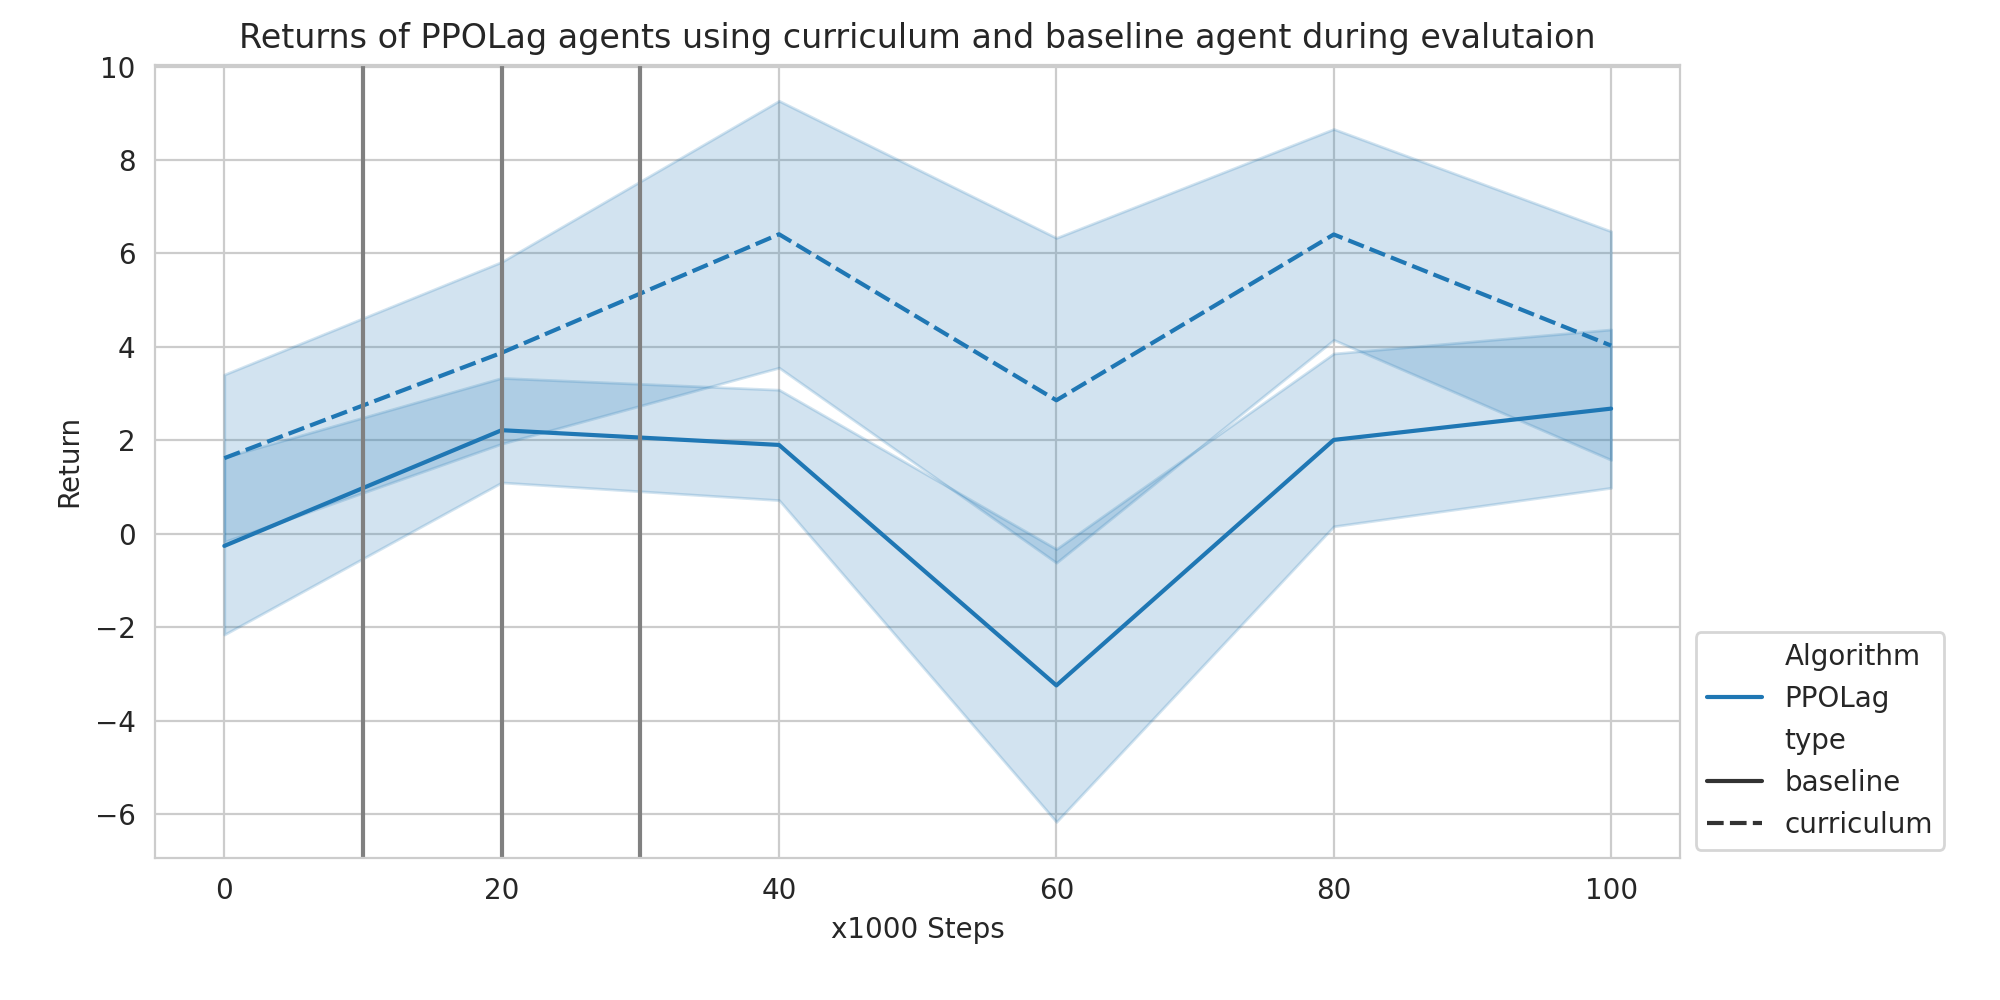 Returns of PPOLag agents using curriculum and baseline agent during evalutaion
10
8
6
4
2
0
−2
−4
−6
Return
0 20 40 60 80 100
x1000 Steps
Algorithm
PPOLag
type
baseline
curriculum